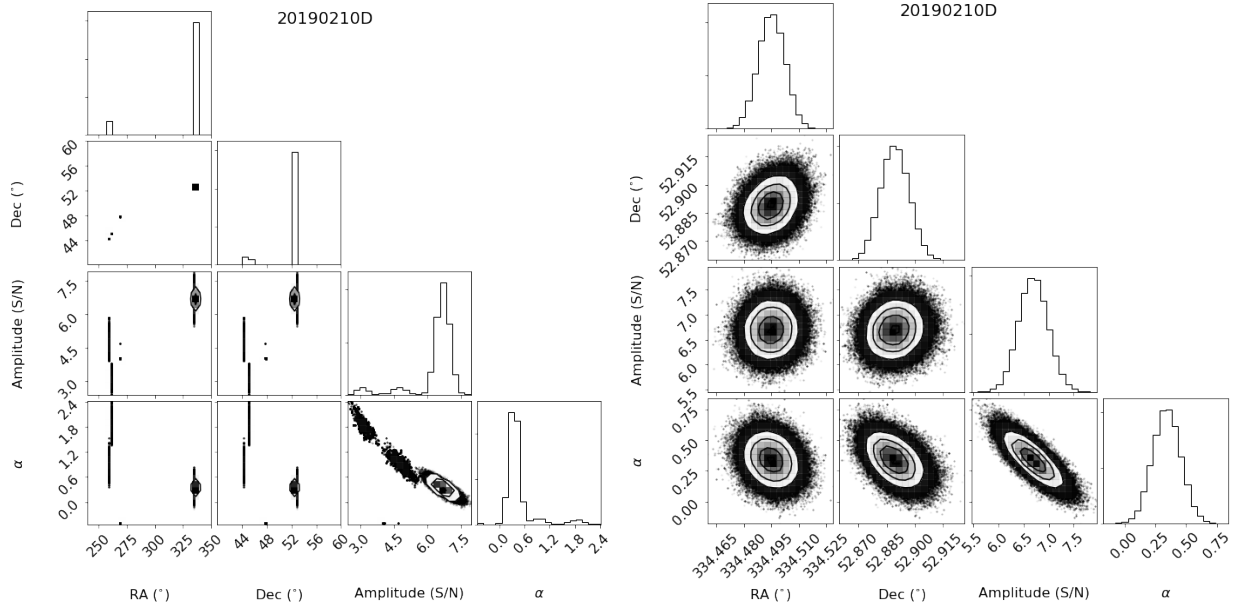 20190210D
60
56
52
48
44
Dec (°)
7.5
6.0
4.5
3.0
Amplitude (S/N)
2.4
1.8
1.2
0.6
0.0
α
250 275 300 325 350
44 48 52 56 60
3.0 4.5 6.0 7.5
0.0 0.6 1.2 1.8 2.4
RA (°) Dec (°) Amplitude (S/N) α
20190210D
52.915
52.900
52.885
52.870
Dec (°)
7.5
7.0
6.5
6.0
5.5
Amplitude (S/N)
0.75
0.50
0.25
0.00
α
334.465 334.480 334.495 334.510 334.525
52.870 52.885 52.900 52.915
5.5 6.0 6.5 7.0 7.5
0.00 0.25 0.50 0.75
RA (°) Dec (°) Amplitude (S/N) α